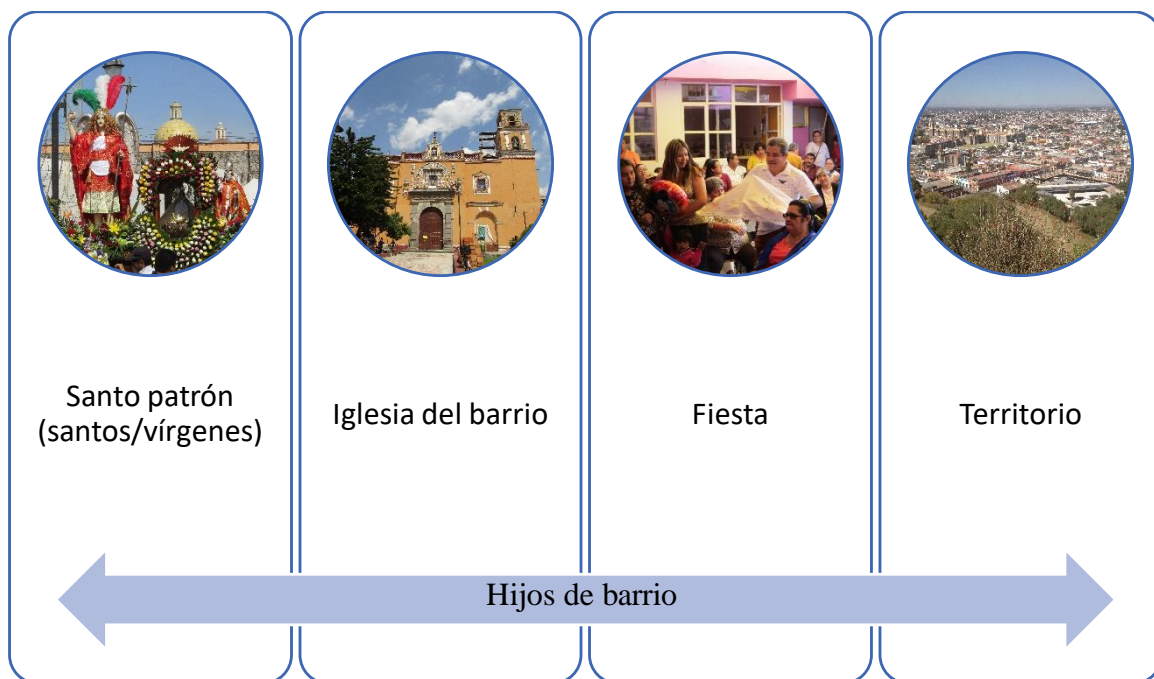 Santo patrón
(santos/vírgenes)
Iglesia del barrio
Fiesta
Territorio
Hijos de barrio